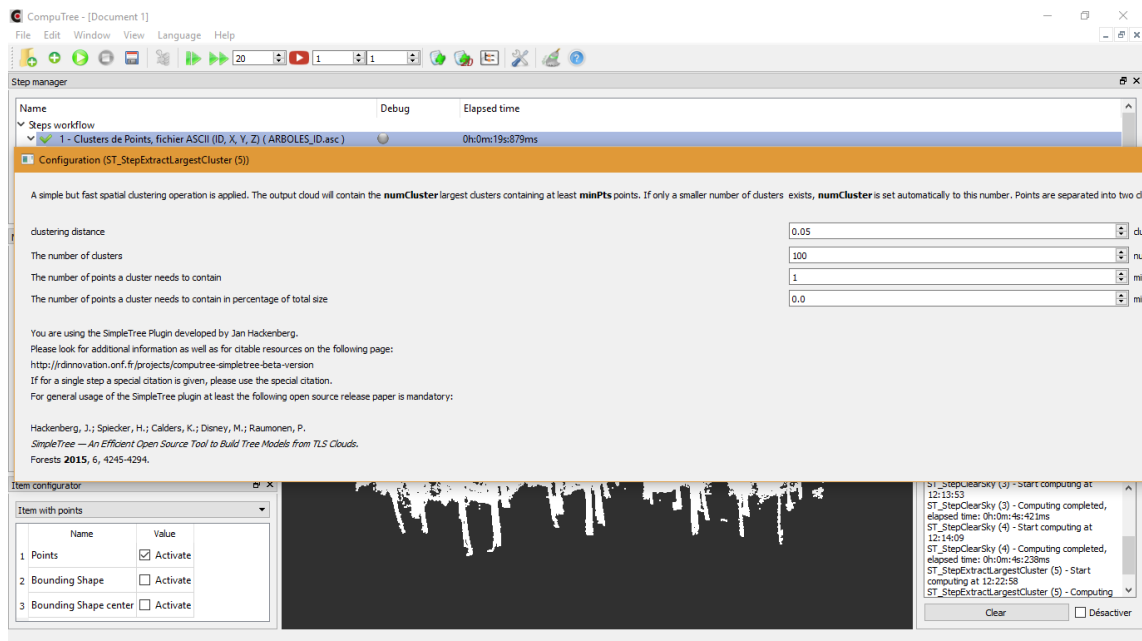 CompuTree - [Document 1]
File Edit Window View Language Help
20 1 1
Step manager
Name Debug Elapsed time
Steps workflow
1 - Clusters de Points, fichier ASCII (ID, X, Y, Z) ( ARBOLES_ID.asc ) 0h:0m:19s:879ms
Configuration (ST_StepExtractLargestCluster (5))
A simple but fast spatial clustering operation is applied. The output cloud will contain the numCluster largest clusters containing at least minPts points. If only a smaller number of clusters exists, numCluster is set automatically to this number. Points are separated into two cl
clustering distance 0.05 clu
The number of clusters 100 nu
The number of points a cluster needs to contain 1 mi
The number of points a cluster needs to contain in percentage of total size 0.0 mi
You are using the SimpleTree Plugin developed by Jan Hackenberg.
Please look for additional information as well as for citable resources on the following page:
http://rdinnovation.onf.fr/projects/computree-simpletree-beta-version
If for a single step a special citation is given, please use the special citation.
For general usage of the SimpleTree plugin at least the following open source release paper is mandatory:
Hackenberg, J.; Spiecker, H.; Calders, K.; Disney, M.; Raumonen, P.
SimpleTree — An Efficient Open Source Tool to Build Tree Models from TLS Clouds.
Forests 2015, 6, 4245-4294.
Item configurator
Item with points
Name Value
1 Points Activate
2 Bounding Shape Activate
3 Bounding Shape center Activate
ST_StepClearSky (3) - Start computing at
12:13:53
ST_StepClearSky (3) - Computing completed,
elapsed time: 0h:0m:4s:421ms
ST_StepClearSky (4) - Start computing at
12:14:09
ST_StepClearSky (4) - Computing completed,
elapsed time: 0h:0m:4s:238ms
ST_StepExtractLargestCluster (5) - Start
computing at 12:22:58
ST_StepExtractLargestCluster (5) - Computing
Clear Désactiver